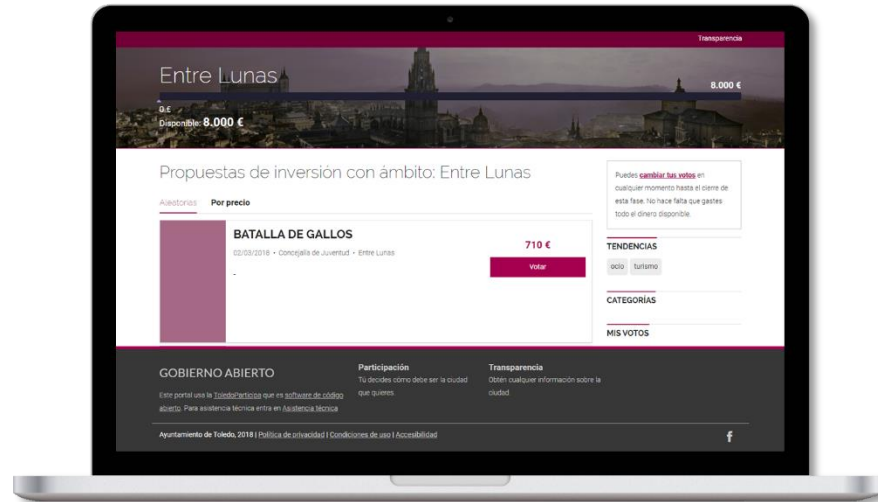 Transparencia
Entre Lunas
8.000 €
0 €
Disponible: 8.000 €
Propuestas de inversión con ámbito: Entre Lunas
Aleatorias Por precio
BATALLA DE GALLOS
02/03/2018 • Concejalía de Juventud • Entre Lunas
-
710 €
Votar
Puedes cambiar tus votos en
cualquier momento hasta el cierre de
esta fase. No hace falta que gastes
todo el dinero disponible.
TENDENCIAS
ocio turismo
CATEGORÍAS
MIS VOTOS
GOBIERNO ABIERTO
Este portal usa la ToledoParticipa que es software de código
abierto. Para asistencia técnica entra en Asistencia técnica
Participación
Tú decides cómo debe ser la ciudad
que quieres.
Transparencia
Obtén cualquier información sobre la
ciudad.
Ayuntamiento de Toledo, 2018 | Política de privacidad | Condiciones de uso | Accesibilidad
f